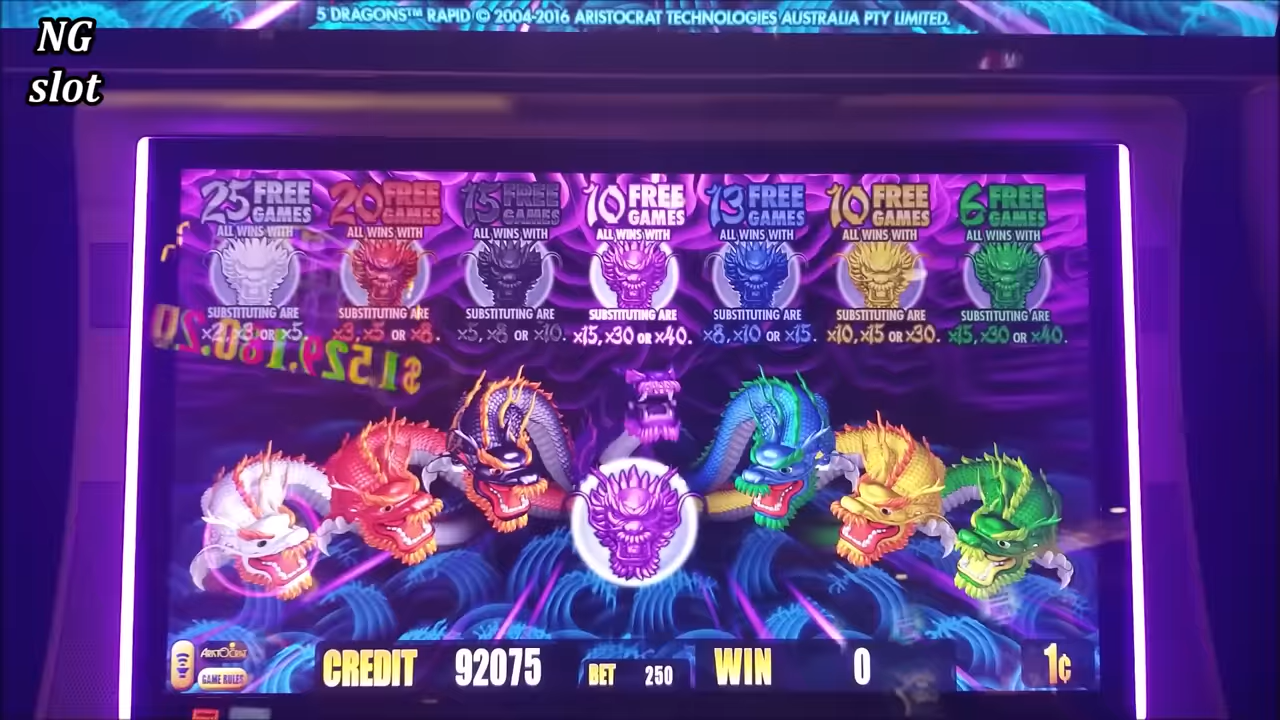 5 DRAGONS™ RAPID © 2004-2016 ARISTOCRAT TECHNOLOGIES AUSTRALIA PTY LIMITED.
NG
slot
25 FREE GAMES
ALL WINS WITH
SUBSTITUTING ARE
x2, x3 OR x5.
20 FREE GAMES
ALL WINS WITH
SUBSTITUTING ARE
x3, x5 OR x8.
15 FREE GAMES
ALL WINS WITH
SUBSTITUTING ARE
x5, x8 OR x10.
10 FREE GAMES
ALL WINS WITH
SUBSTITUTING ARE
x15, x30 OR x40.
13 FREE GAMES
ALL WINS WITH
SUBSTITUTING ARE
x8, x10 OR x15.
10 FREE GAMES
ALL WINS WITH
SUBSTITUTING ARE
x10, x15 OR x30.
6 FREE GAMES
ALL WINS WITH
SUBSTITUTING ARE
x15, x30 OR x40.
ARISTOCRAT
GAME RULES
CREDIT 92075 BET 250 WIN 0 1¢